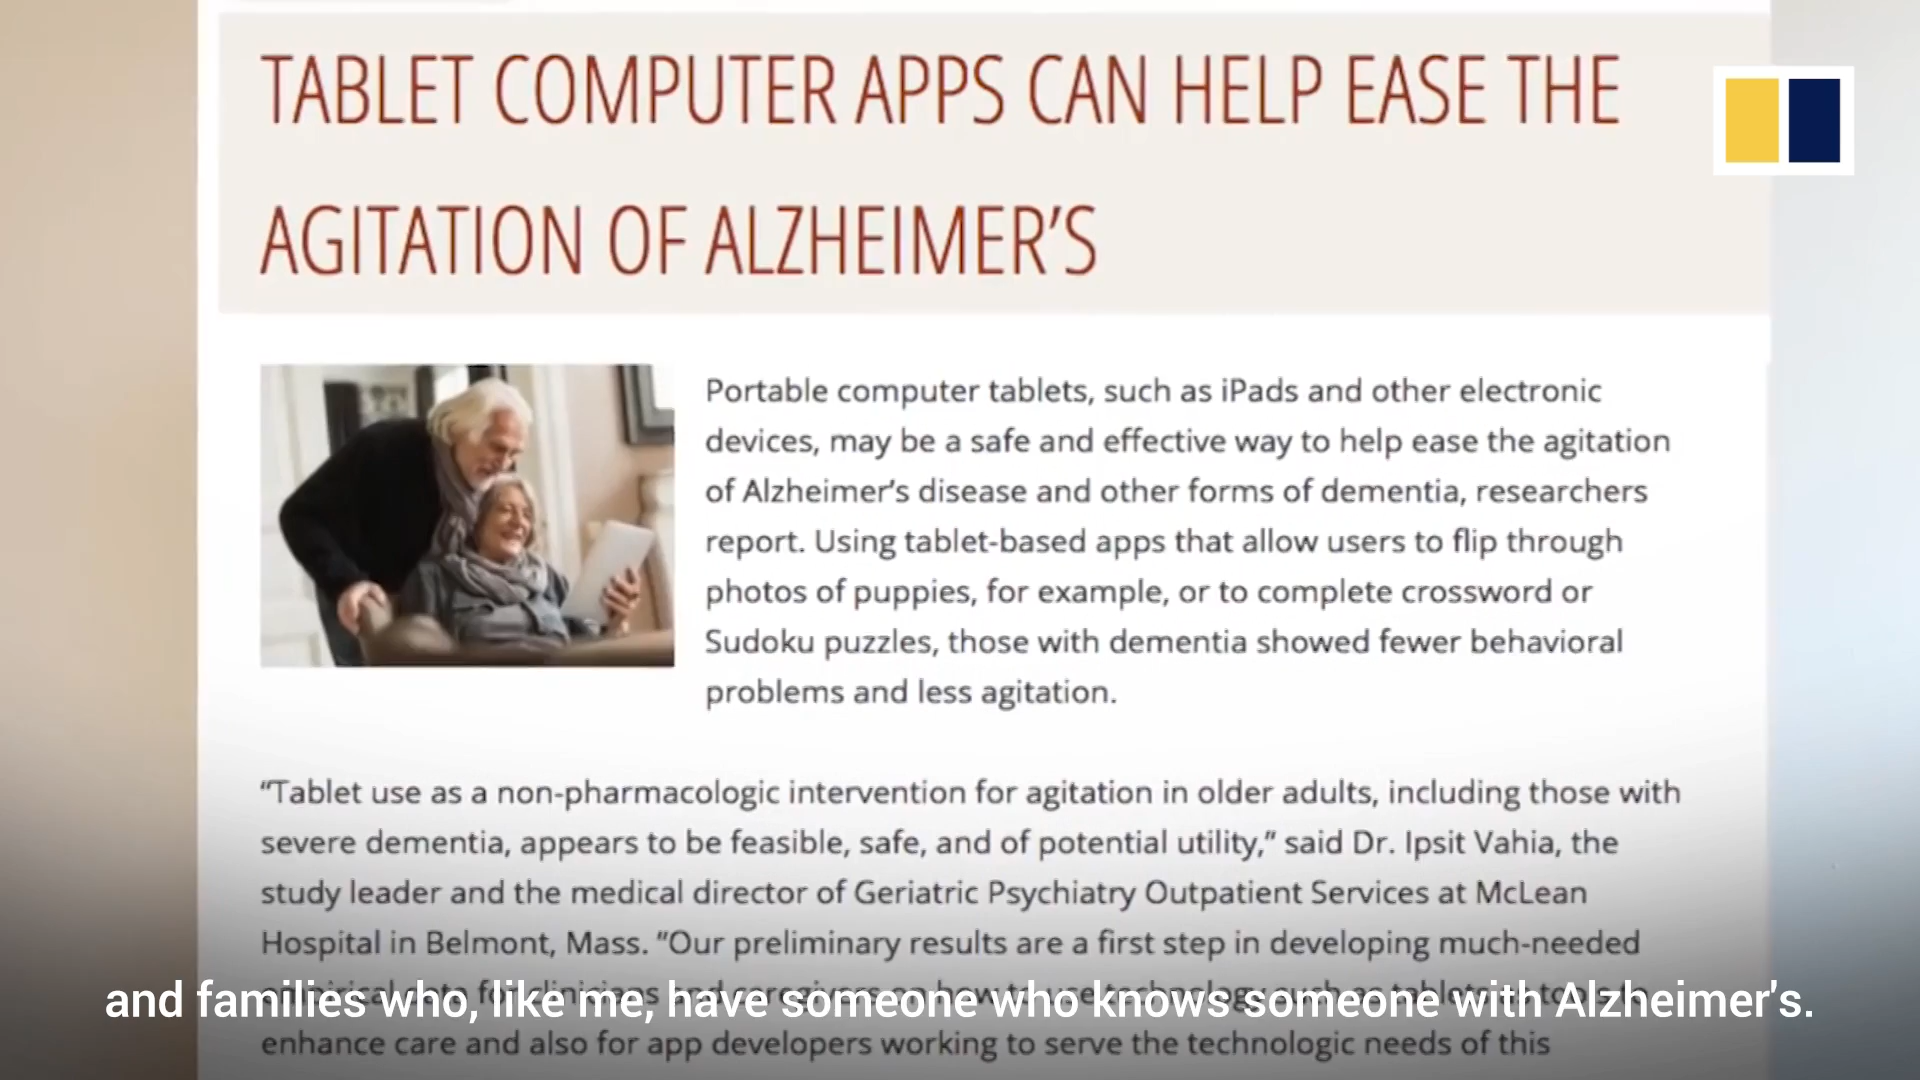 TABLET COMPUTER APPS CAN HELP EASE THE
AGITATION OF ALZHEIMER’S
Portable computer tablets, such as iPads and other electronic
devices, may be a safe and effective way to help ease the agitation
of Alzheimer’s disease and other forms of dementia, researchers
report. Using tablet-based apps that allow users to flip through
photos of puppies, for example, or to complete crossword or
Sudoku puzzles, those with dementia showed fewer behavioral
problems and less agitation.
“Tablet use as a non-pharmacologic intervention for agitation in older adults, including those with
severe dementia, appears to be feasible, safe, and of potential utility,” said Dr. Ipsit Vahia, the
study leader and the medical director of Geriatric Psychiatry Outpatient Services at McLean
Hospital in Belmont, Mass. “Our preliminary results are a first step in developing much-needed
and families who, like me, have someone who knows someone with Alzheimer's.
enhance care and also for app developers working to serve the technologic needs of this